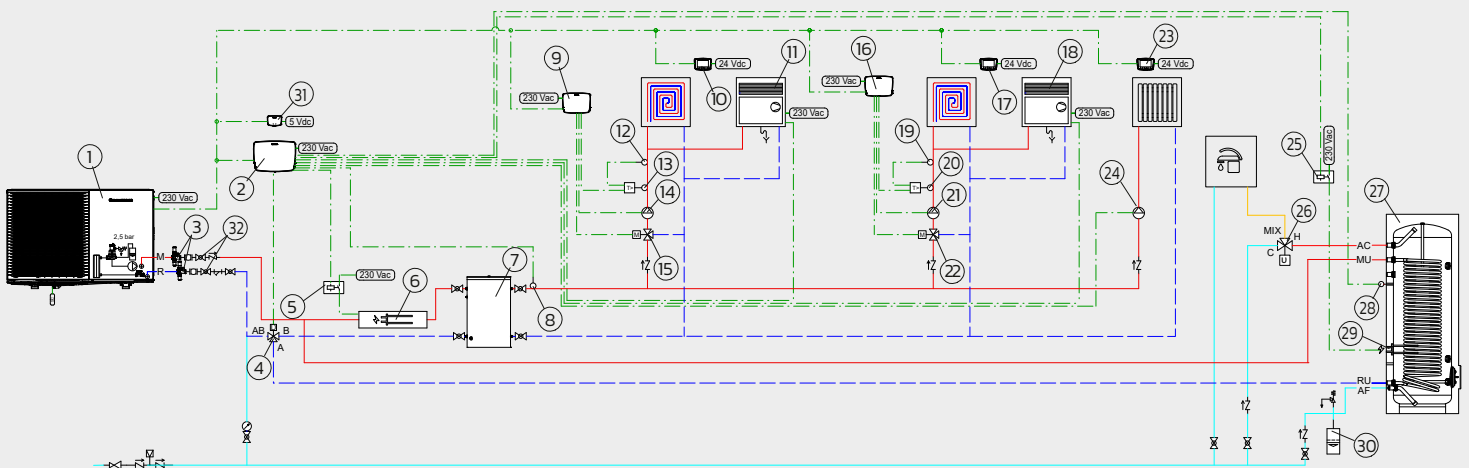 1
230 Vac
2,5 bar
M
R
31
5 Vdc
2
230 Vac
3
32
4
AB
B
A
5
230 Vac
6
7
8
9
230 Vac
10
24 Vdc
11
230 Vac
12
13
T>
14
M
15
16
230 Vac
17
24 Vdc
18
230 Vac
19
20
T>
21
M
22
23
24 Vdc
24
25
230 Vac
26
MIX
H
C
U
27
AC
MU
28
29
RU
AF
30
M